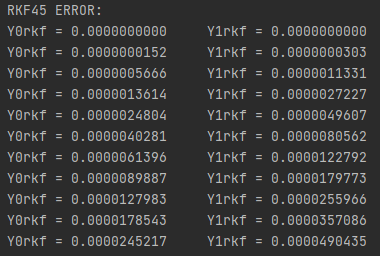 RKF45 ERROR:
Y0rkf = 0.0000000000 Y1rkf = 0.0000000000
Y0rkf = 0.0000000152 Y1rkf = 0.0000000303
Y0rkf = 0.0000005666 Y1rkf = 0.0000011331
Y0rkf = 0.0000013614 Y1rkf = 0.0000027227
Y0rkf = 0.0000024804 Y1rkf = 0.0000049607
Y0rkf = 0.0000040281 Y1rkf = 0.0000080562
Y0rkf = 0.0000061396 Y1rkf = 0.0000122792
Y0rkf = 0.0000089887 Y1rkf = 0.0000179773
Y0rkf = 0.0000127983 Y1rkf = 0.0000255966
Y0rkf = 0.0000178543 Y1rkf = 0.0000357086
Y0rkf = 0.0000245217 Y1rkf = 0.0000490435